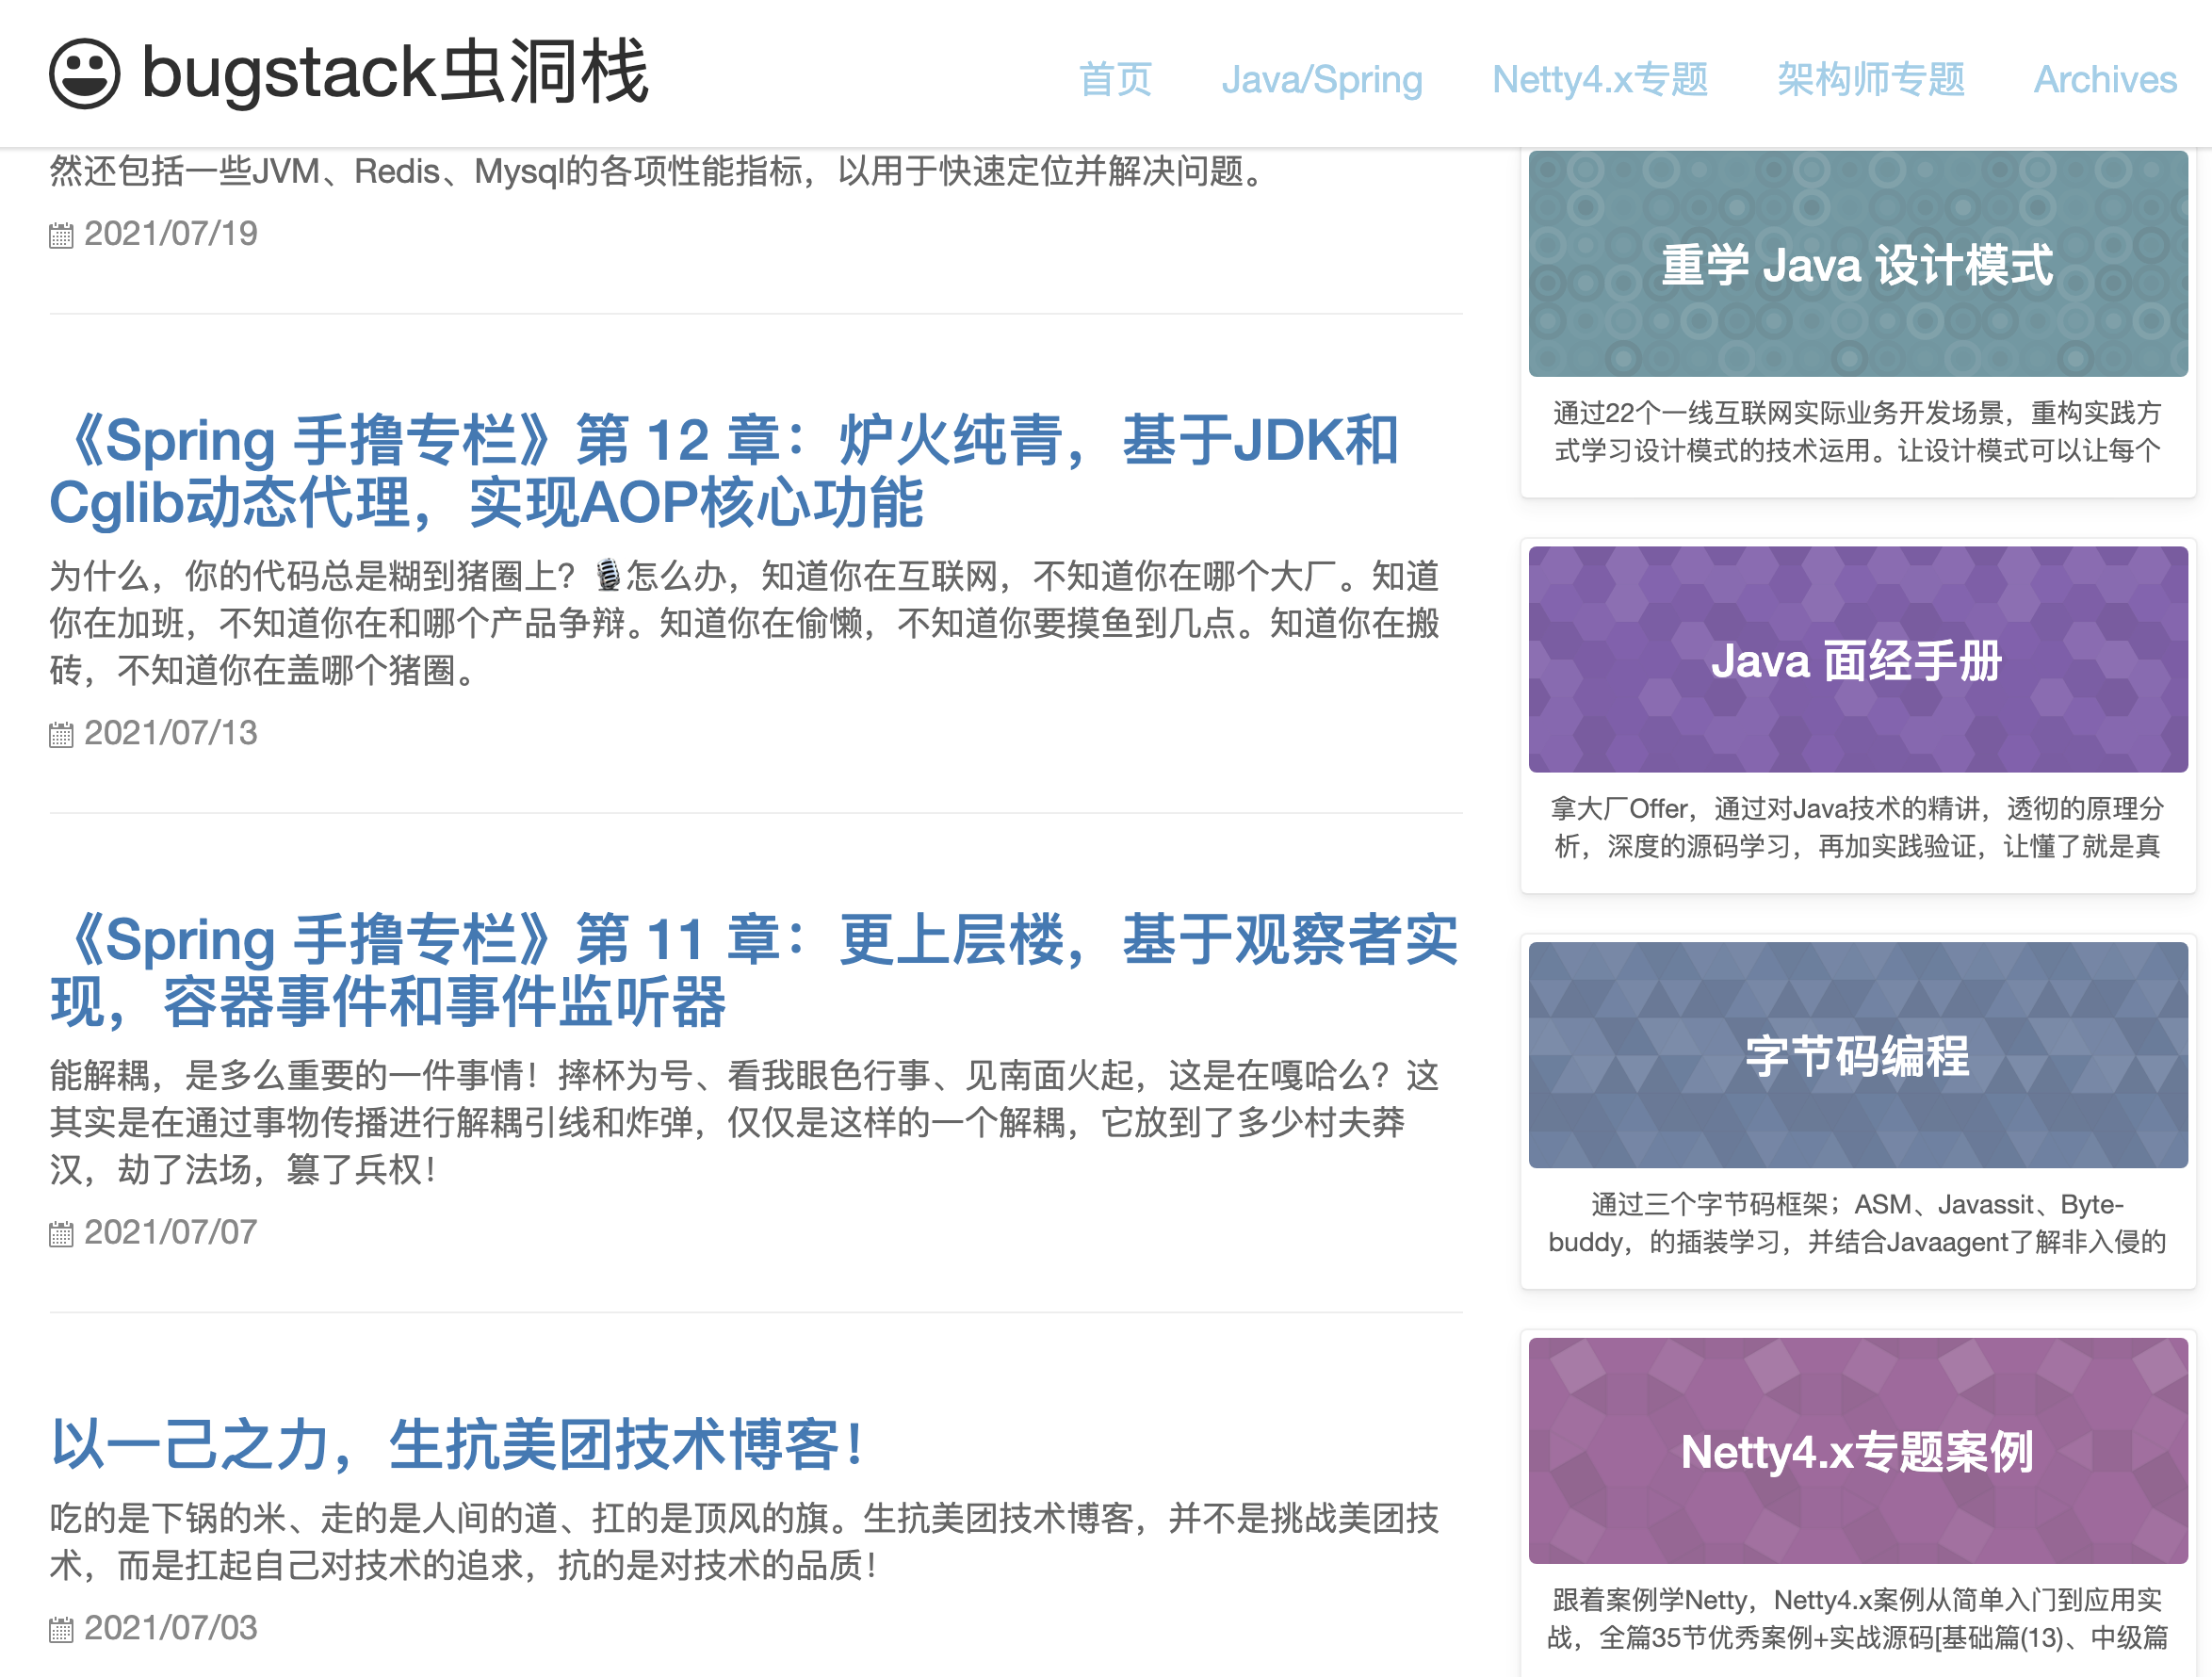 bugstack虫洞栈
首页 Java/Spring Netty4.x专题 架构师专题 Archives
然还包括一些JVM、Redis、Mysql的各项性能指标，以用于快速定位并解决问题。
2021/07/19
《Spring 手撸专栏》第 12 章：炉火纯青，基于JDK和
Cglib动态代理，实现AOP核心功能
为什么，你的代码总是糊到猪圈上？🎙怎么办，知道你在互联网，不知道你在哪个大厂。知道
你在加班，不知道你在和哪个产品争辩。知道你在偷懒，不知道你要摸鱼到几点。知道你在搬
砖，不知道你在盖哪个猪圈。
2021/07/13
《Spring 手撸专栏》第 11 章：更上层楼，基于观察者实
现，容器事件和事件监听器
能解耦，是多么重要的一件事情！摔杯为号、看我眼色行事、见南面火起，这是在嘎哈么？这
其实是在通过事物传播进行解耦引线和炸弹，仅仅是这样的一个解耦，它放到了多少村夫莽
汉，劫了法场，篡了兵权！
2021/07/07
以一己之力，生抗美团技术博客！
吃的是下锅的米、走的是人间的道、扛的是顶风的旗。生抗美团技术博客，并不是挑战美团技
术，而是扛起自己对技术的追求，抗的是对技术的品质！
2021/07/03
重学 Java 设计模式
通过22个一线互联网实际业务开发场景，重构实践方
式学习设计模式的技术运用。让设计模式可以让每个
Java 面经手册
拿大厂Offer，通过对Java技术的精讲，透彻的原理分
析，深度的源码学习，再加实践验证，让懂了就是真
字节码编程
通过三个字节码框架；ASM、Javassit、Byte-
buddy，的插装学习，并结合Javaagent了解非入侵的
Netty4.x专题案例
跟着案例学Netty，Netty4.x案例从简单入门到应用实
战，全篇35节优秀案例+实战源码[基础篇(13)、中级篇